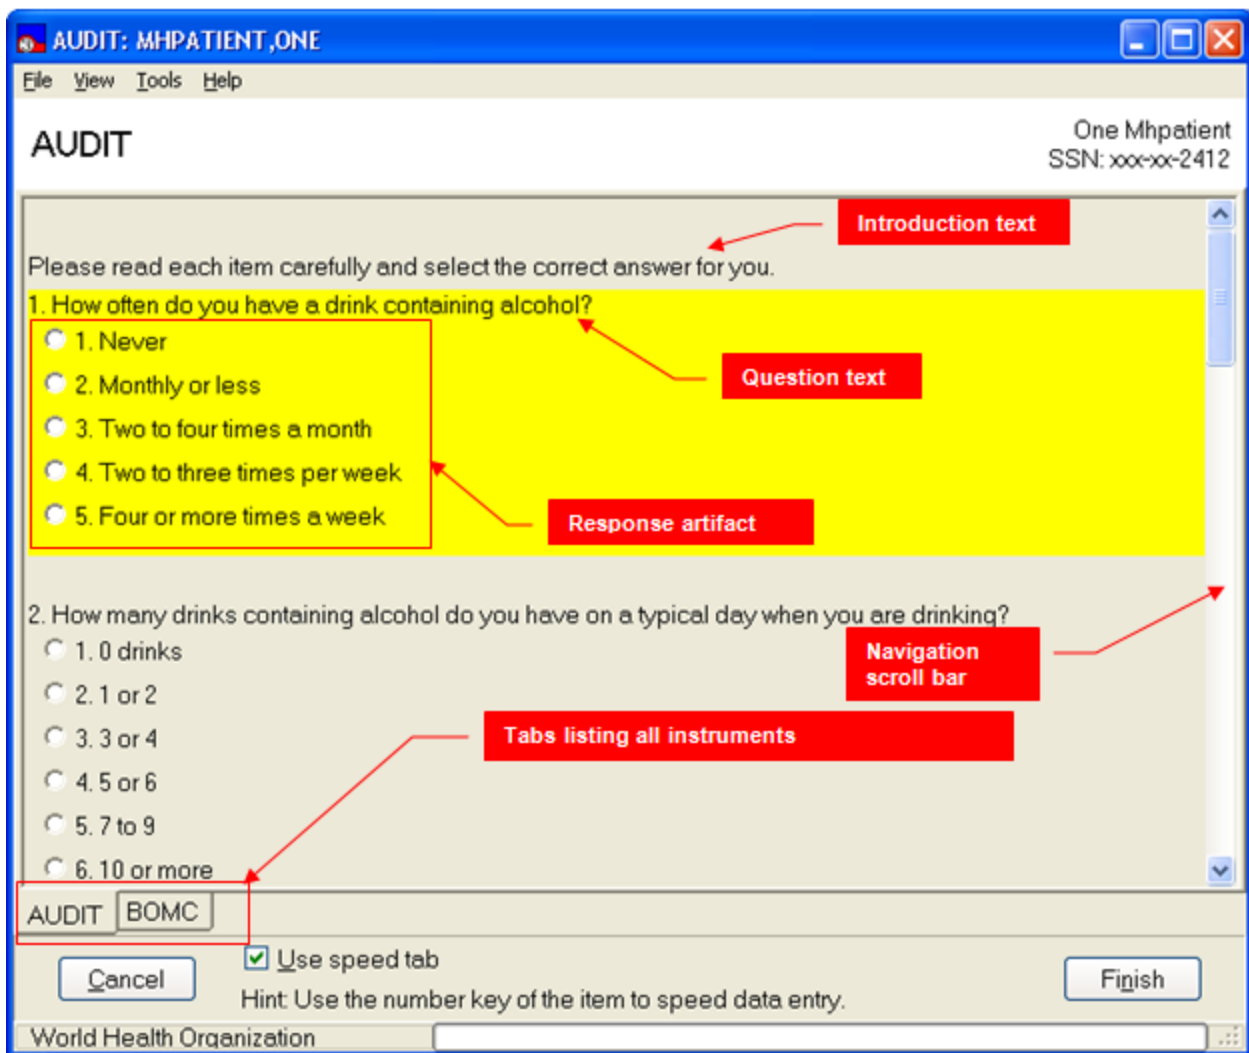 AUDIT: MHPATIENT,ONE
File View Tools Help
AUDIT
One Mhpatient
SSN: xxx-xx-2412
Introduction text
Please read each item carefully and select the correct answer for you.
1. How often do you have a drink containing alcohol?
1. Never
Question text
2. Monthly or less
3. Two to four times a month
4. Two to three times per week
5. Four or more times a week
Response artifact
2. How many drinks containing alcohol do you have on a typical day when you are drinking?
1. 0 drinks
Navigation
scroll bar
2. 1 or 2
3. 3 or 4
Tabs listing all instruments
4. 5 or 6
5. 7 to 9
6. 10 or more
AUDIT BOMC
Cancel
Use speed tab
Hint: Use the number key of the item to speed data entry.
Finish
World Health Organization